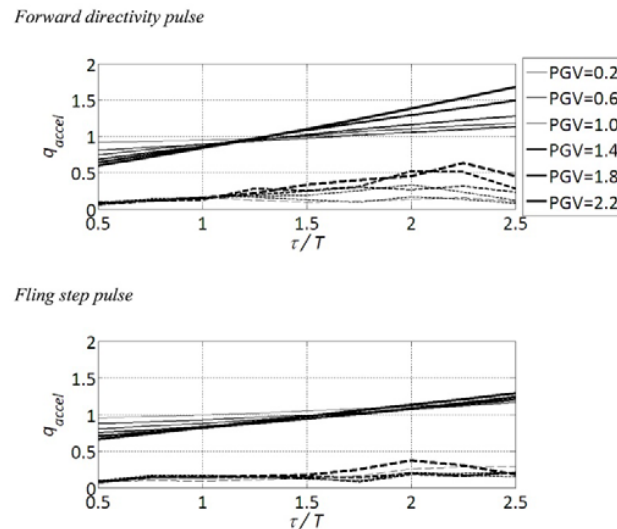 Forward directivity pulse
2
1.5
1
0.5
0
q_accel
0.5 1 1.5 2 2.5
τ / T
PGV=0.2
PGV=0.6
PGV=1.0
PGV=1.4
PGV=1.8
PGV=2.2
Fling step pulse
2
1.5
1
0.5
0
q_accel
0.5 1 1.5 2 2.5
τ / T